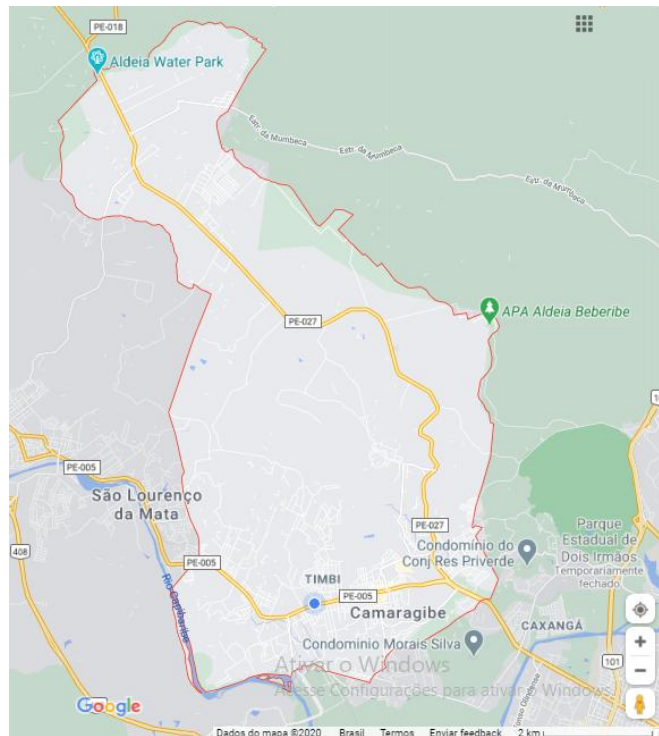 PE-018
Aldeia Water Park
Estr. da Mumbeca
Estr. da Mumbeca
Estr. da Mumbeca
APA Aldeia Beberibe
PE-027
PE-005
São Lourenço
da Mata
408
PE-027
Condomínio do
Conj Res Priverde
Parque
Estadual de
Dois Irmãos
Temporariamente
fechado
PE-005
TIMBI
PE-005
Camaragibe
Rio Capibaribe
CAXANGÁ
Condominio Morais Silva
101
Ativar o Windows
Acesse Configurações para ativar o Windows.
Google
Dados do mapa ©2020 Brasil Termos Enviar feedback 2 km